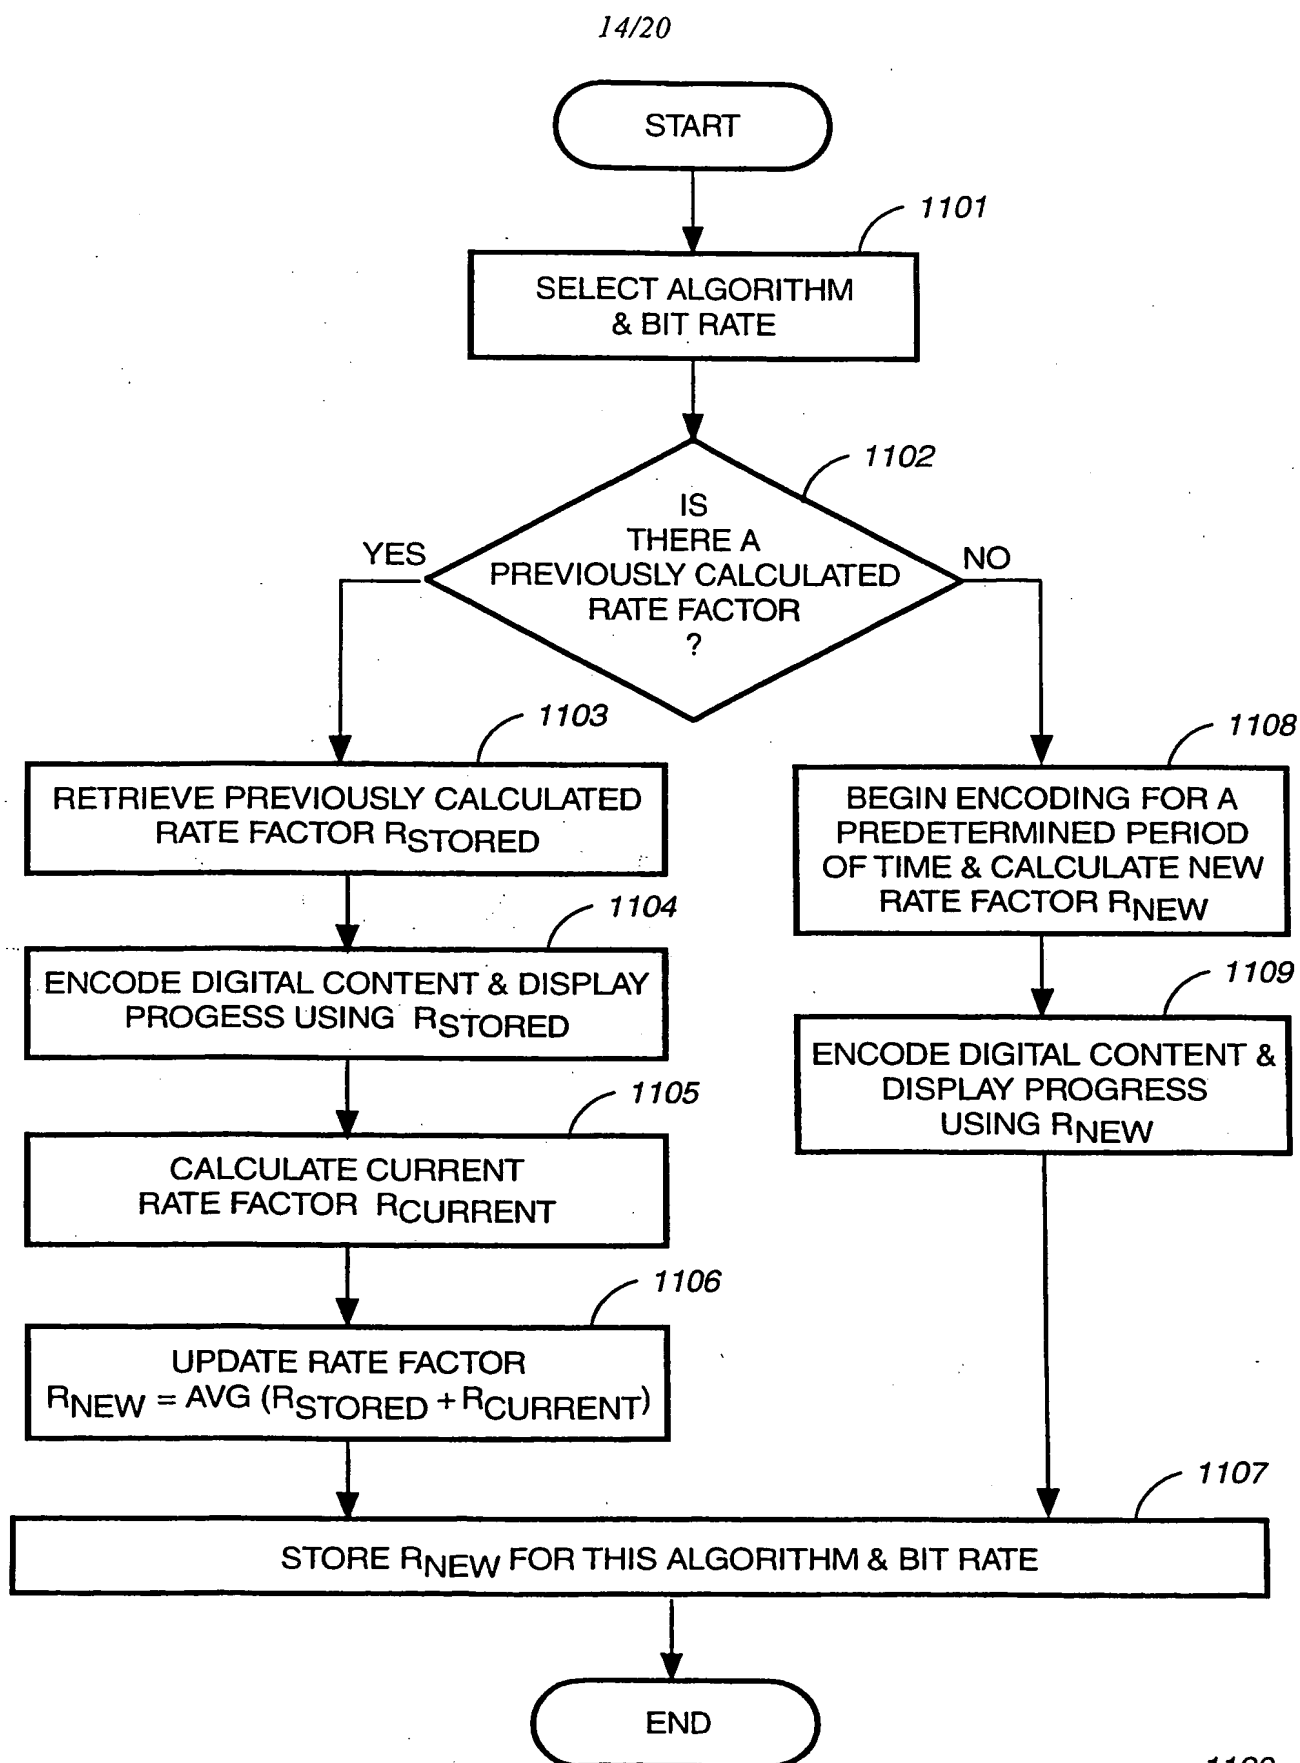 14/20
START
1101
SELECT ALGORITHM
& BIT RATE
1102
IS
THERE A
PREVIOUSLY CALCULATED
RATE FACTOR
?
YES
NO
1103
RETRIEVE PREVIOUSLY CALCULATED
RATE FACTOR RSTORED
1104
ENCODE DIGITAL CONTENT & DISPLAY
PROGESS USING RSTORED
1105
CALCULATE CURRENT
RATE FACTOR RCURRENT
1106
UPDATE RATE FACTOR
RNEW = AVG (RSTORED + RCURRENT)
1108
BEGIN ENCODING FOR A
PREDETERMINED PERIOD
OF TIME & CALCULATE NEW
RATE FACTOR RNEW
1109
ENCODE DIGITAL CONTENT &
DISPLAY PROGRESS
USING RNEW
1107
STORE RNEW FOR THIS ALGORITHM & BIT RATE
END